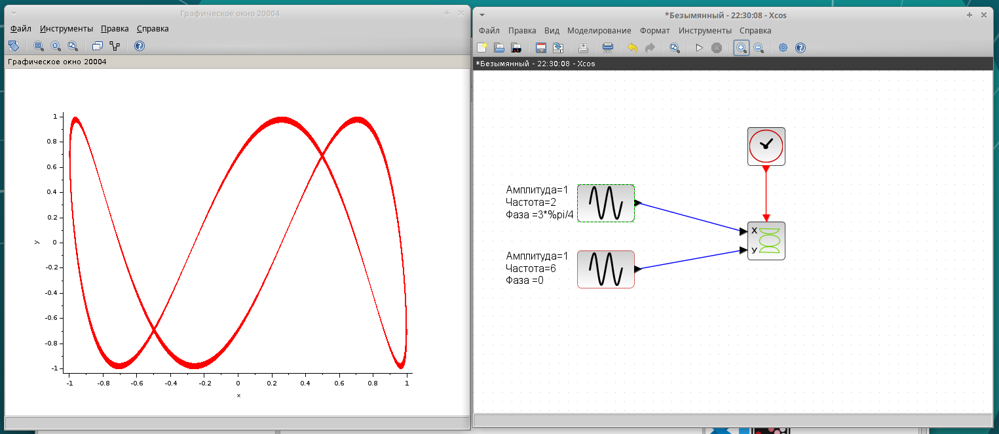 Графическое окно 20004
Файл Инструменты Правка Справка
Графическое окно 20004
1
0.8
0.6
0.4
0.2
0
-0.2
-0.4
-0.6
-0.8
-1
y
-1 -0.8 -0.6 -0.4 -0.2 0 0.2 0.4 0.6 0.8 1
x
*Безымянный - 22:30:08 - Xcos
Файл Правка Вид Моделирование Формат Инструменты Справка
*Безымянный - 22:30:08 - Xcos
Амплитуда=1
Частота=2
Фаза =3*%pi/4
Амплитуда=1
Частота=6
Фаза =0
X
y